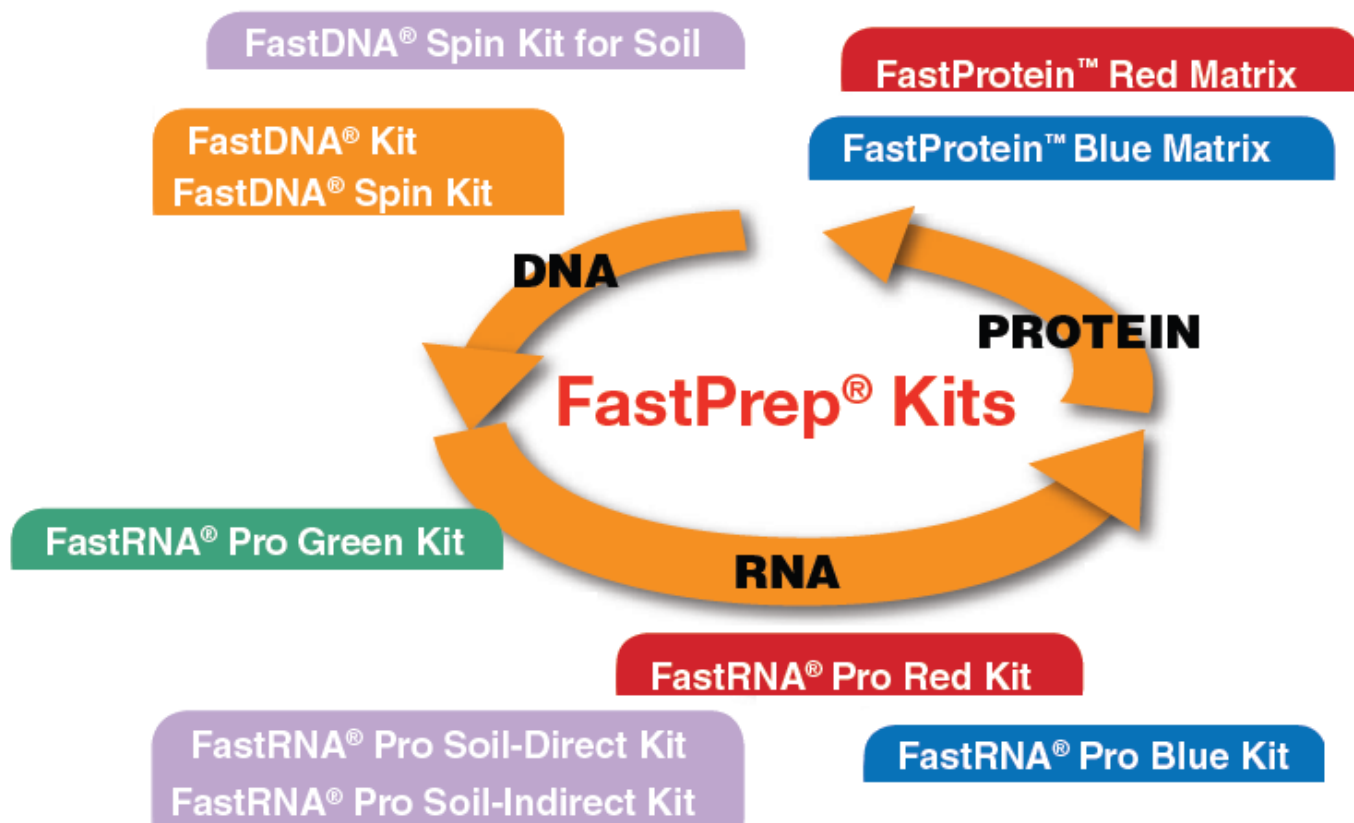 FastDNA® Spin Kit for Soil
FastProtein™ Red Matrix
FastDNA® Kit
FastDNA® Spin Kit
FastProtein™ Blue Matrix
DNA
PROTEIN
FastPrep® Kits
FastRNA® Pro Green Kit
RNA
FastRNA® Pro Red Kit
FastRNA® Pro Soil-Direct Kit
FastRNA® Pro Soil-Indirect Kit
FastRNA® Pro Blue Kit